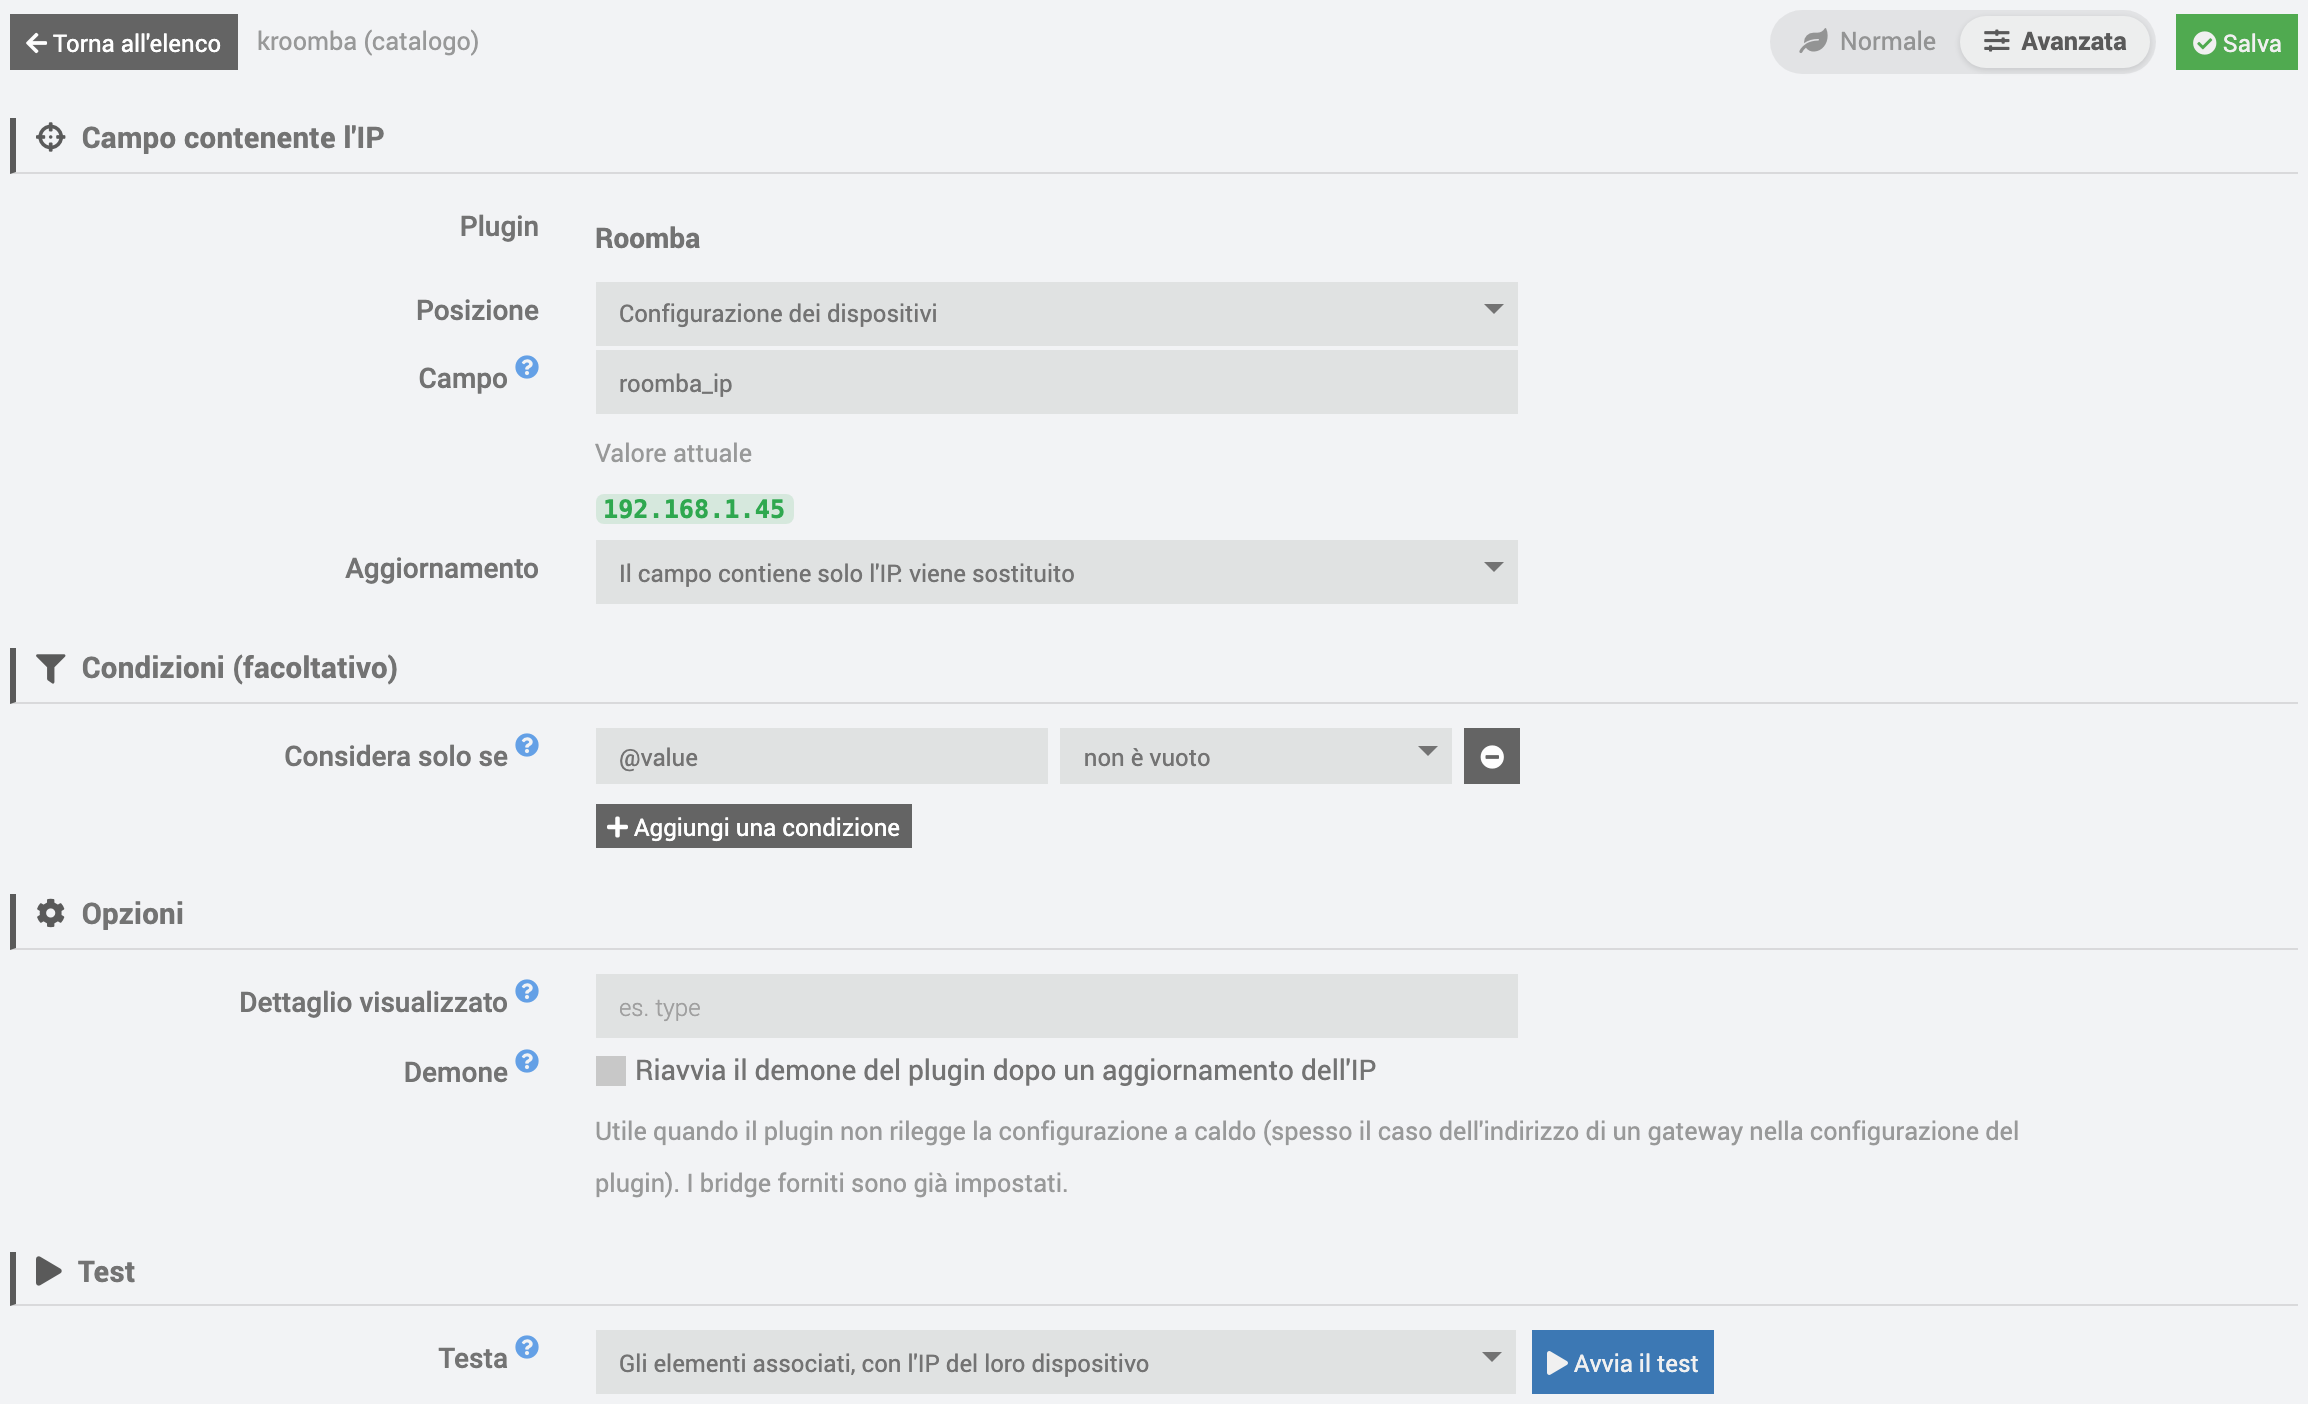 Torna all'elenco
kroomba (catalogo)
Normale
Avanzata
Salva
Campo contenente l'IP
Plugin
Roomba
Posizione
Configurazione dei dispositivi
Campo ?
roomba_ip
Valore attuale
192.168.1.45
Aggiornamento
Il campo contiene solo l'IP. viene sostituito
Condizioni (facoltativo)
Considera solo se ?
@value
non è vuoto
Aggiungi una condizione
Opzioni
Dettaglio visualizzato ?
es. type
Demone ?
Riavvia il demone del plugin dopo un aggiornamento dell'IP
Utile quando il plugin non rilegge la configurazione a caldo (spesso il caso dell'indirizzo di un gateway nella configurazione del
plugin). I bridge forniti sono già impostati.
Test
Testa ?
Gli elementi associati, con l'IP del loro dispositivo
Avvia il test